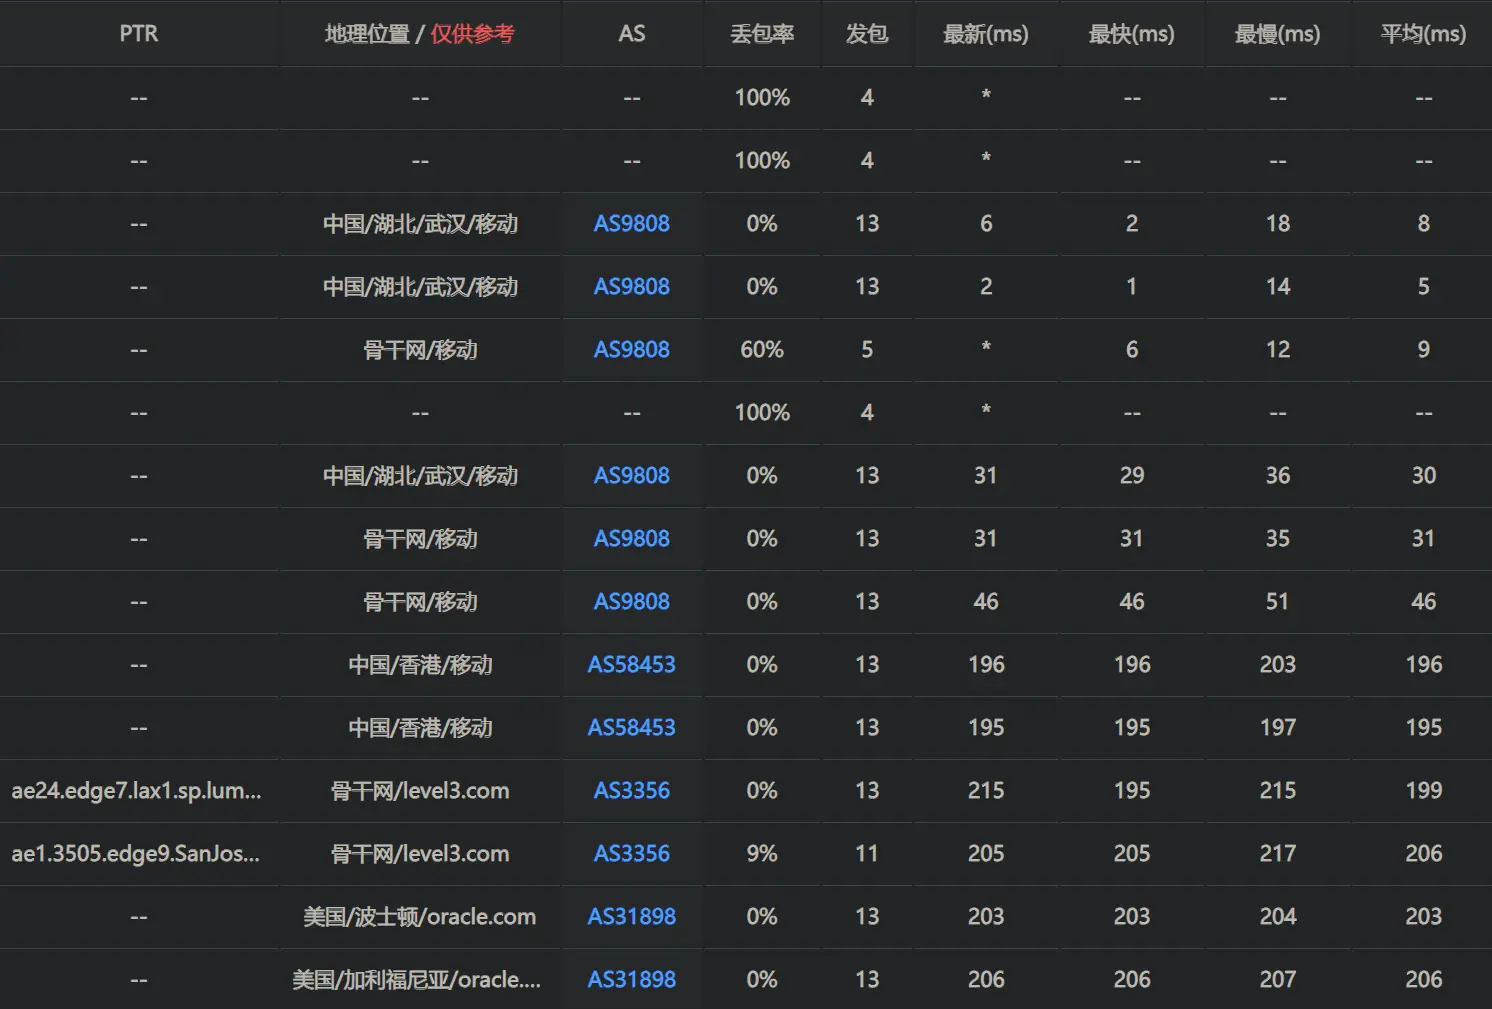 PTR 地理位置 / 仅供参考 AS 丢包率 发包 最新(ms) 最快(ms) 最慢(ms) 平均(ms)
-- -- -- 100% 4 * -- -- --
-- -- -- 100% 4 * -- -- --
-- 中国/湖北/武汉/移动 AS9808 0% 13 6 2 18 8
-- 中国/湖北/武汉/移动 AS9808 0% 13 2 1 14 5
-- 骨干网/移动 AS9808 60% 5 * 6 12 9
-- -- -- 100% 4 * -- -- --
-- 中国/湖北/武汉/移动 AS9808 0% 13 31 29 36 30
-- 骨干网/移动 AS9808 0% 13 31 31 35 31
-- 骨干网/移动 AS9808 0% 13 46 46 51 46
-- 中国/香港/移动 AS58453 0% 13 196 196 203 196
-- 中国/香港/移动 AS58453 0% 13 195 195 197 195
ae24.edge7.lax1.sp.lum... 骨干网/level3.com AS3356 0% 13 215 195 215 199
ae1.3505.edge9.SanJos... 骨干网/level3.com AS3356 9% 11 205 205 217 206
-- 美国/波士顿/oracle.com AS31898 0% 13 203 203 204 203
-- 美国/加利福尼亚/oracle.... AS31898 0% 13 206 206 207 206